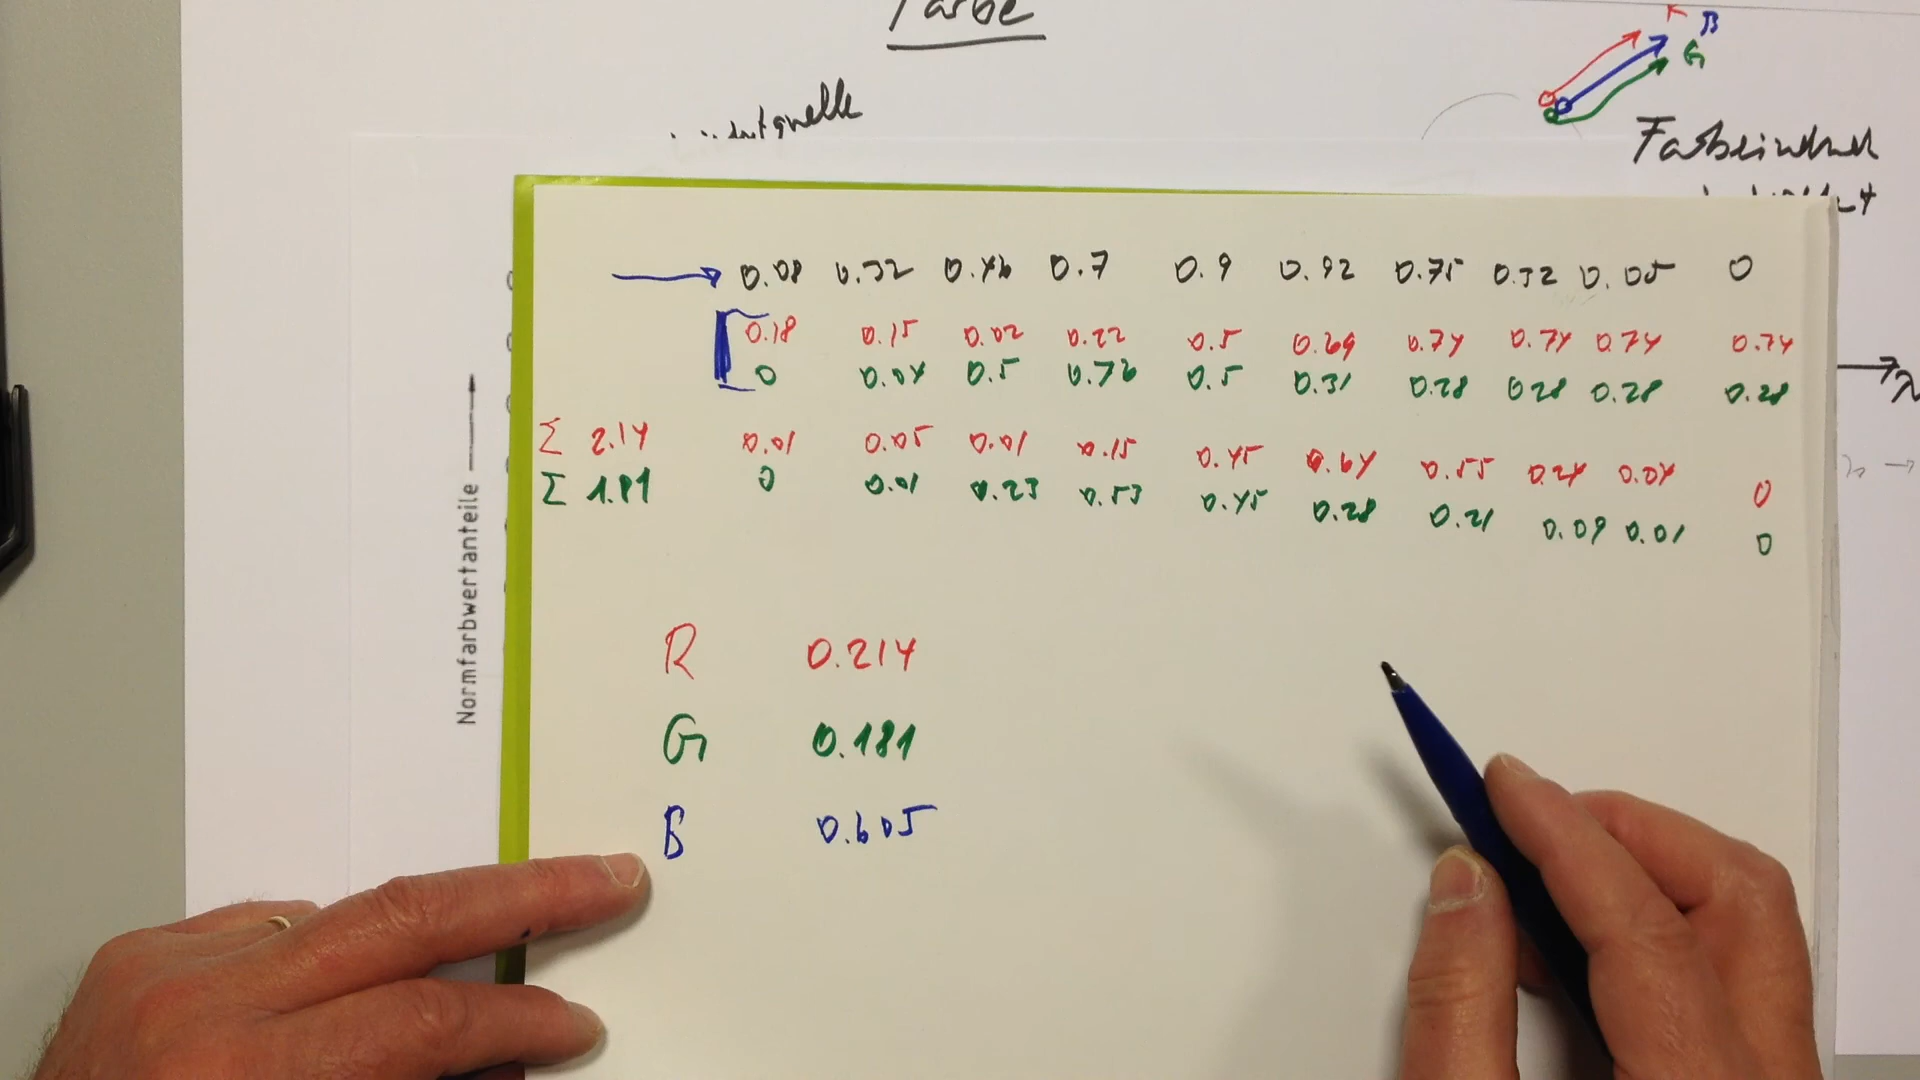 Farbe
R B
G
Farbeindruck
0.08 0.32 0.46 0.7 0.9 0.92 0.75 0.32 0.05 0
0.18 0.15 0.02 0.22 0.5 0.69 0.74 0.74 0.74 0.74
0 0.04 0.5 0.76 0.5 0.31 0.28 0.28 0.28 0.28
Σ 2.14 0.01 0.05 0.01 0.15 0.45 0.64 0.55 0.24 0.04 0
Σ 1.81 0 0.01 0.23 0.53 0.45 0.28 0.21 0.09 0.01 0
Normfarbwertanteile
λ
R 0.214
G 0.181
B 0.605